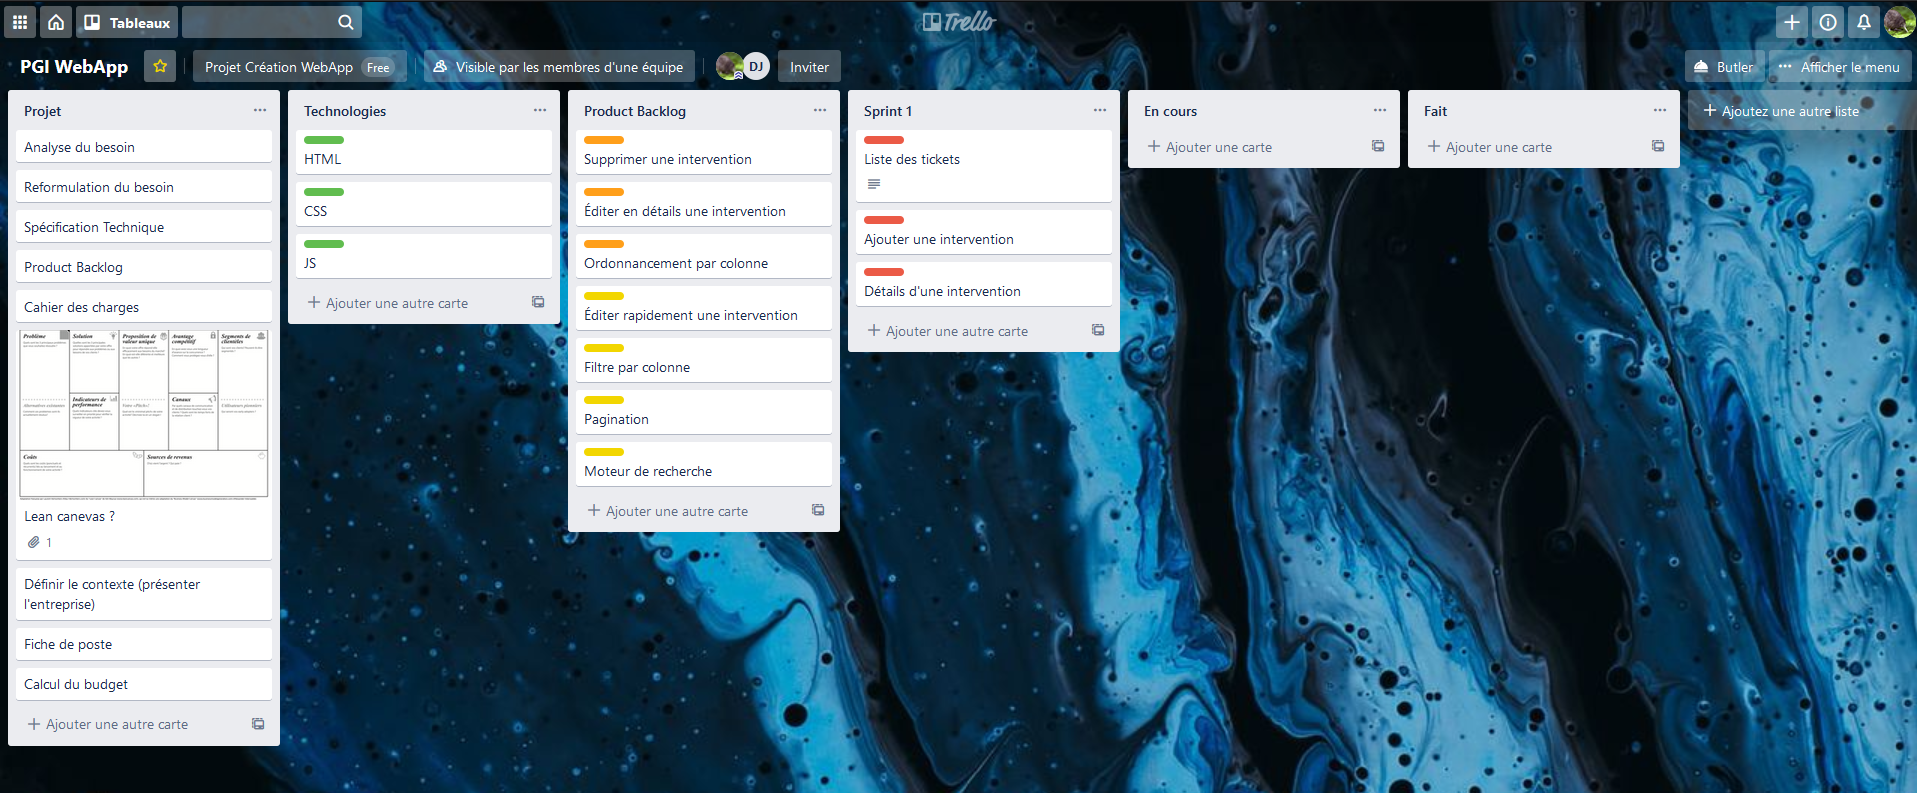 Tableaux
Trello
PGI WebApp
Projet Création WebApp Free
Visible par les membres d'une équipe
DJ
Inviter
Butler
Afficher le menu
Projet
Analyse du besoin
Reformulation du besoin
Spécification Technique
Product Backlog
Cahier des charges
Problème
Solution
Proposition de
valeur unique
Avantage
compétitif
Segments de
clientèles
Indicateurs de
performance
Canaux
Coûts
Sources de revenus
Lean canevas ?
1
Définir le contexte (présenter
l'entreprise)
Fiche de poste
Calcul du budget
Ajouter une autre carte
Technologies
HTML
CSS
JS
Ajouter une autre carte
Product Backlog
Supprimer une intervention
Éditer en détails une intervention
Ordonnancement par colonne
Éditer rapidement une intervention
Filtre par colonne
Pagination
Moteur de recherche
Ajouter une autre carte
Sprint 1
Liste des tickets
Ajouter une intervention
Détails d'une intervention
Ajouter une autre carte
En cours
Ajouter une carte
Fait
Ajouter une carte
Ajoutez une autre liste